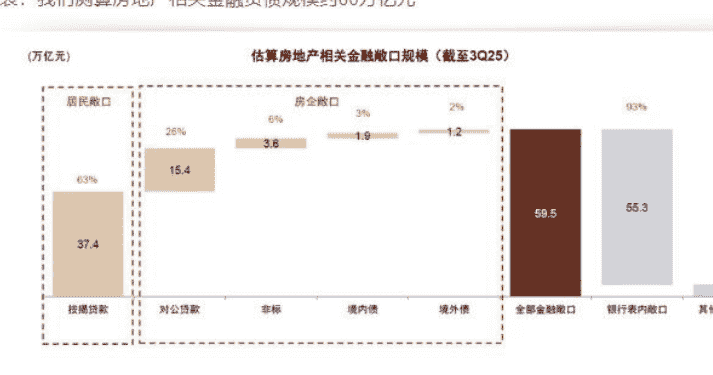 表：我们测算房地产相关金融负债规模约60万亿元
(万亿元)
估算房地产相关金融敞口规模（截至3Q25）
居民敞口
房企敞口
63%
26%
6%
3%
2%
93%
37.4
15.4
3.6
1.9
1.2
59.5
55.3
按揭贷款
对公贷款
非标
境内债
境外债
全部金融敞口
银行表内敞口
其他